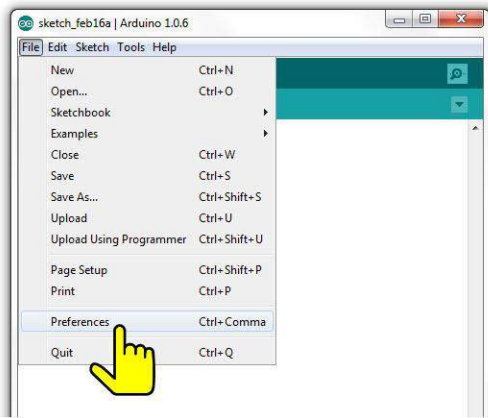 sketch_feb16a | Arduino 1.0.6
File Edit Sketch Tools Help
New Ctrl+N
Open... Ctrl+O
Sketchbook
Examples
Close Ctrl+W
Save Ctrl+S
Save As... Ctrl+Shift+S
Upload Ctrl+U
Upload Using Programmer Ctrl+Shift+U
Page Setup Ctrl+Shift+P
Print Ctrl+P
Preferences Ctrl+Comma
Quit Ctrl+Q